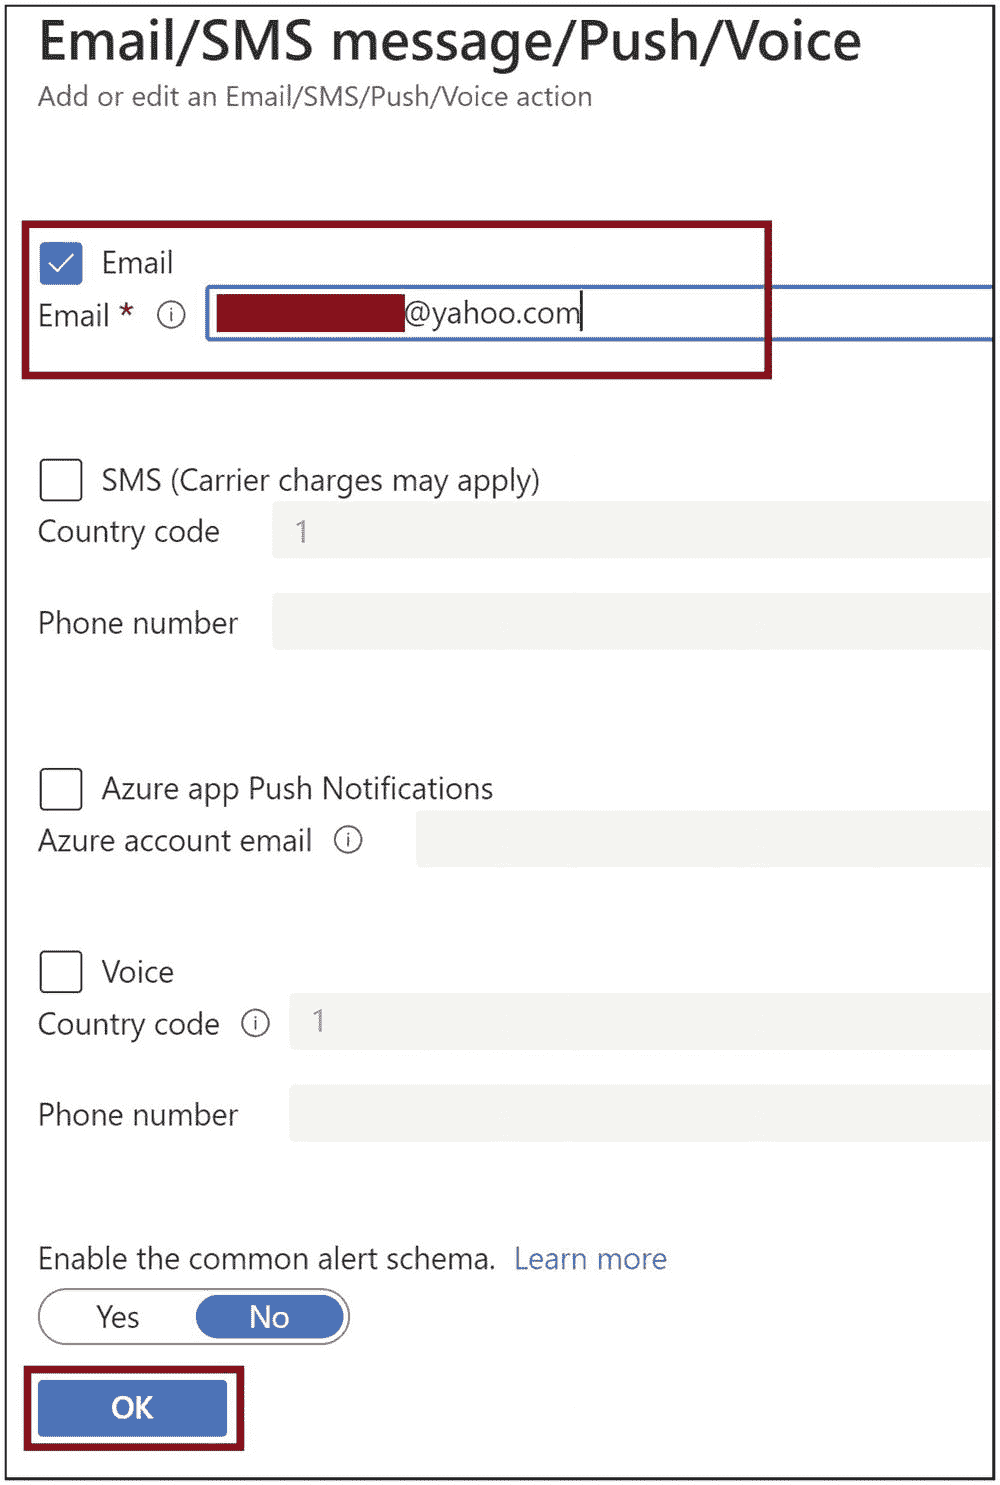 Email/SMS message/Push/Voice
Add or edit an Email/SMS/Push/Voice action
Email
Email * @yahoo.com
SMS (Carrier charges may apply)
Country code 1
Phone number
Azure app Push Notifications
Azure account email
Voice
Country code 1
Phone number
Enable the common alert schema. Learn more
Yes No
OK